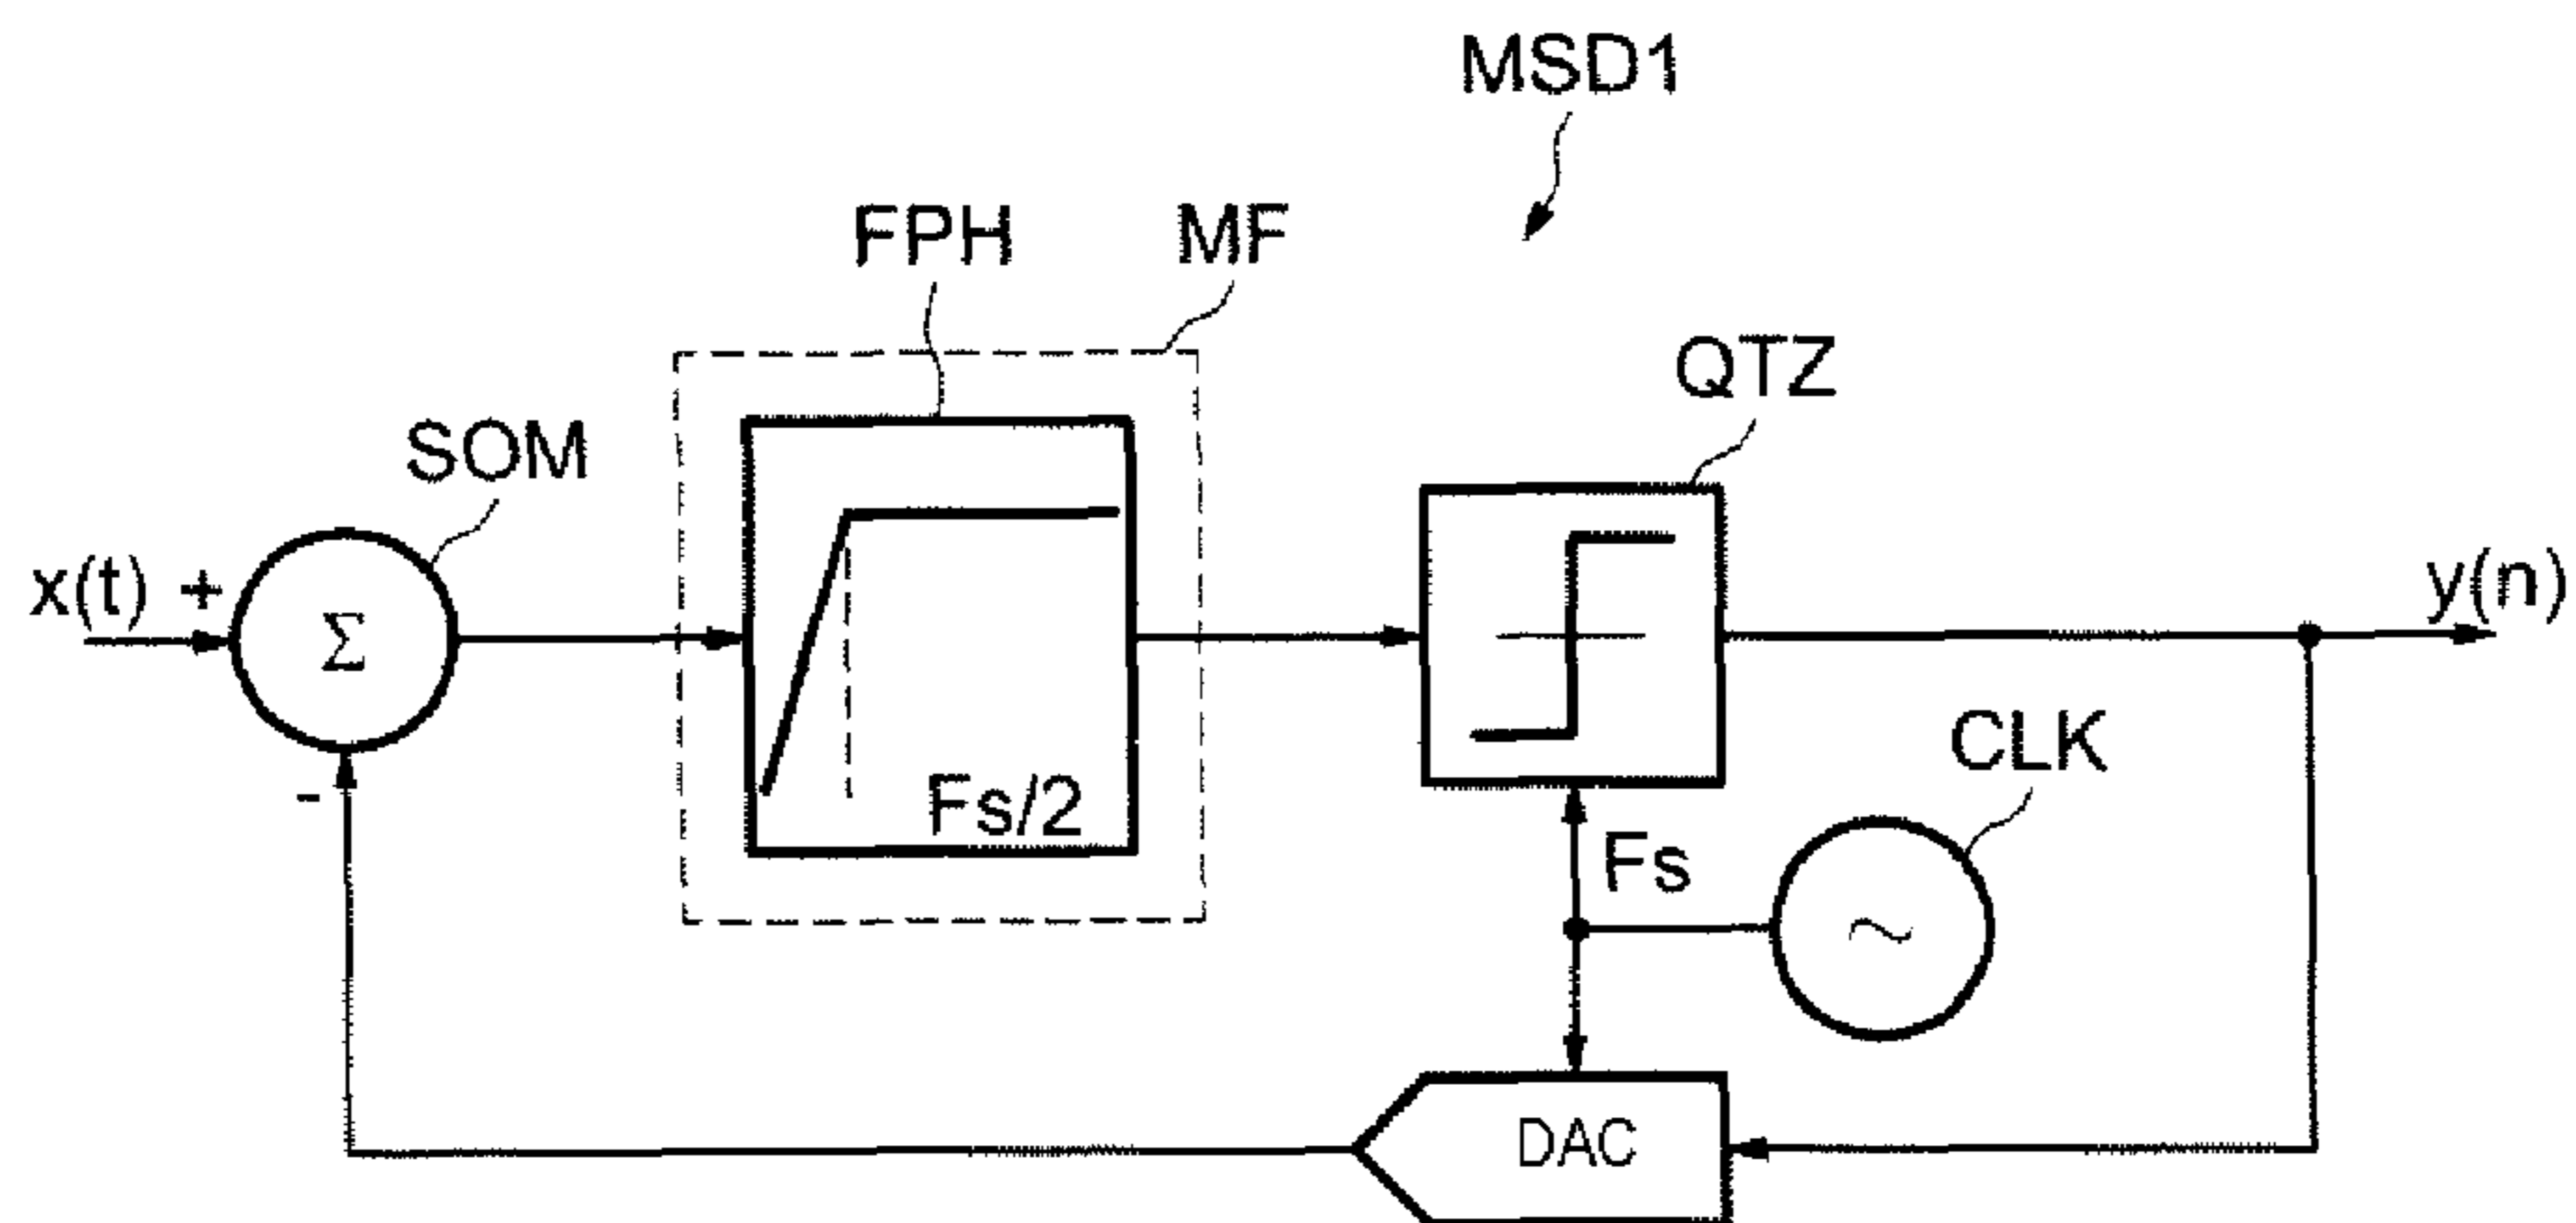 MSD1
FPH
MF
QTZ
SOM
x(t) +
Σ
y(n)
-
Fs/2
CLK
Fs
~
DAC